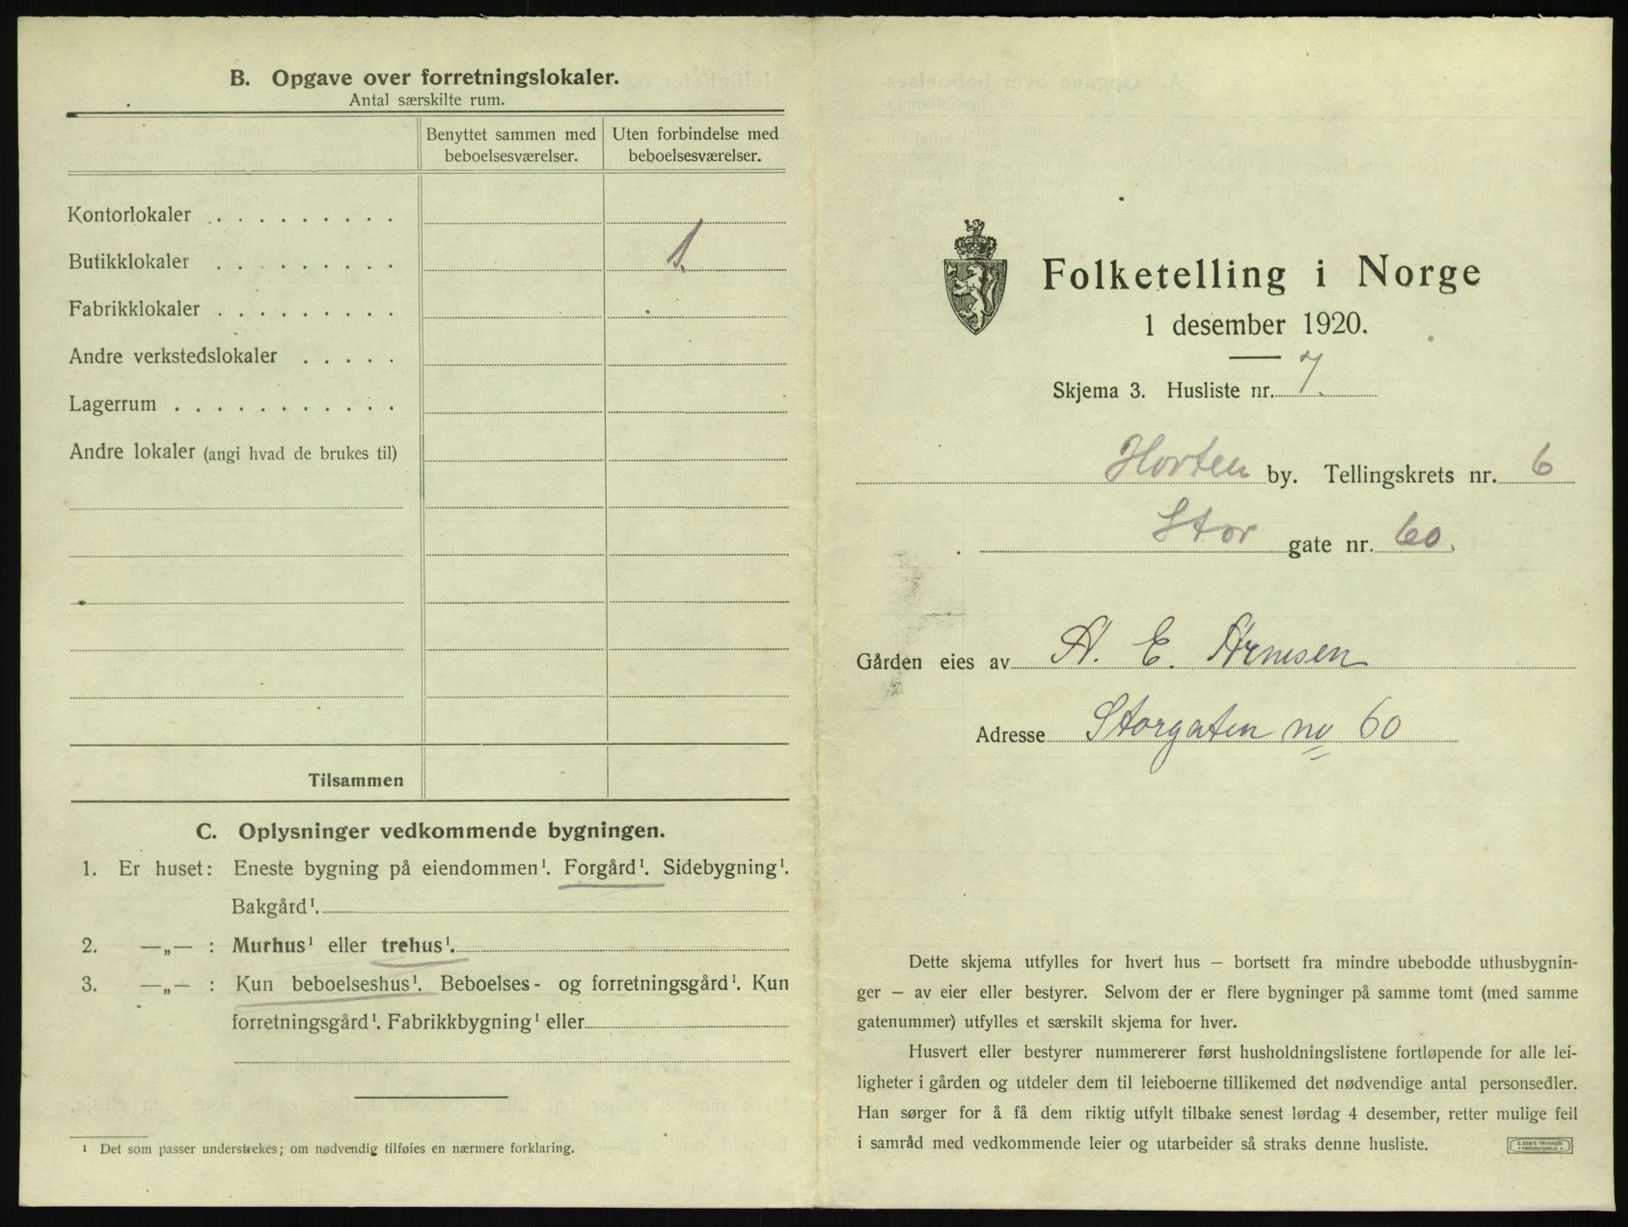 B. Opgave over forretningslokaler.
Antal særskilte rum.
Benyttet sammen med beboelsesværelser.
Uten forbindelse med beboelsesværelser.
Kontorlokaler . . . . . . . . .
Butikklokaler . . . . . . . . . 1.
Fabrikklokaler . . . . . . . . .
Andre verkstedslokaler . . . . .
Lagerrum . . . . . . . . . . .
Andre lokaler (angi hvad de brukes til)
Tilsammen
C. Oplysninger vedkommende bygningen.
1. Er huset: Eneste bygning på eiendommen¹. Forgård¹. Sidebygning¹.
Bakgård¹.
2. —„— : Murhus¹ eller trehus¹.
3. —„— : Kun beboelseshus¹. Beboelses- og forretningsgård¹. Kun
forretningsgård¹. Fabrikkbygning¹ eller
¹ Det som passer understrekes; om nødvendig tilføies en nærmere forklaring.
Folketelling i Norge
1 desember 1920.
Skjema 3. Husliste nr. 7.
Horten by. Tellingskrets nr. 6
Stor gate nr. 60.
Gården eies av A. E. Arnesen
Adresse Storgaten no 60
Dette skjema utfylles for hvert hus — bortsett fra mindre ubebodde uthusbygnin-
ger — av eier eller bestyrer. Selvom der er flere bygninger på samme tomt (med samme
gatenummer) utfylles et særskilt skjema for hver.
Husvert eller bestyrer nummererer først husholdningslistene fortløpende for alle lei-
ligheter i gården og utdeler dem til leieboerne tillikemed det nødvendige antal personsedler.
Han sørger for å få dem riktig utfylt tilbake senest lørdag 4 desember, retter mulige feil
i samråd med vedkommende leier og utarbeider så straks denne husliste.